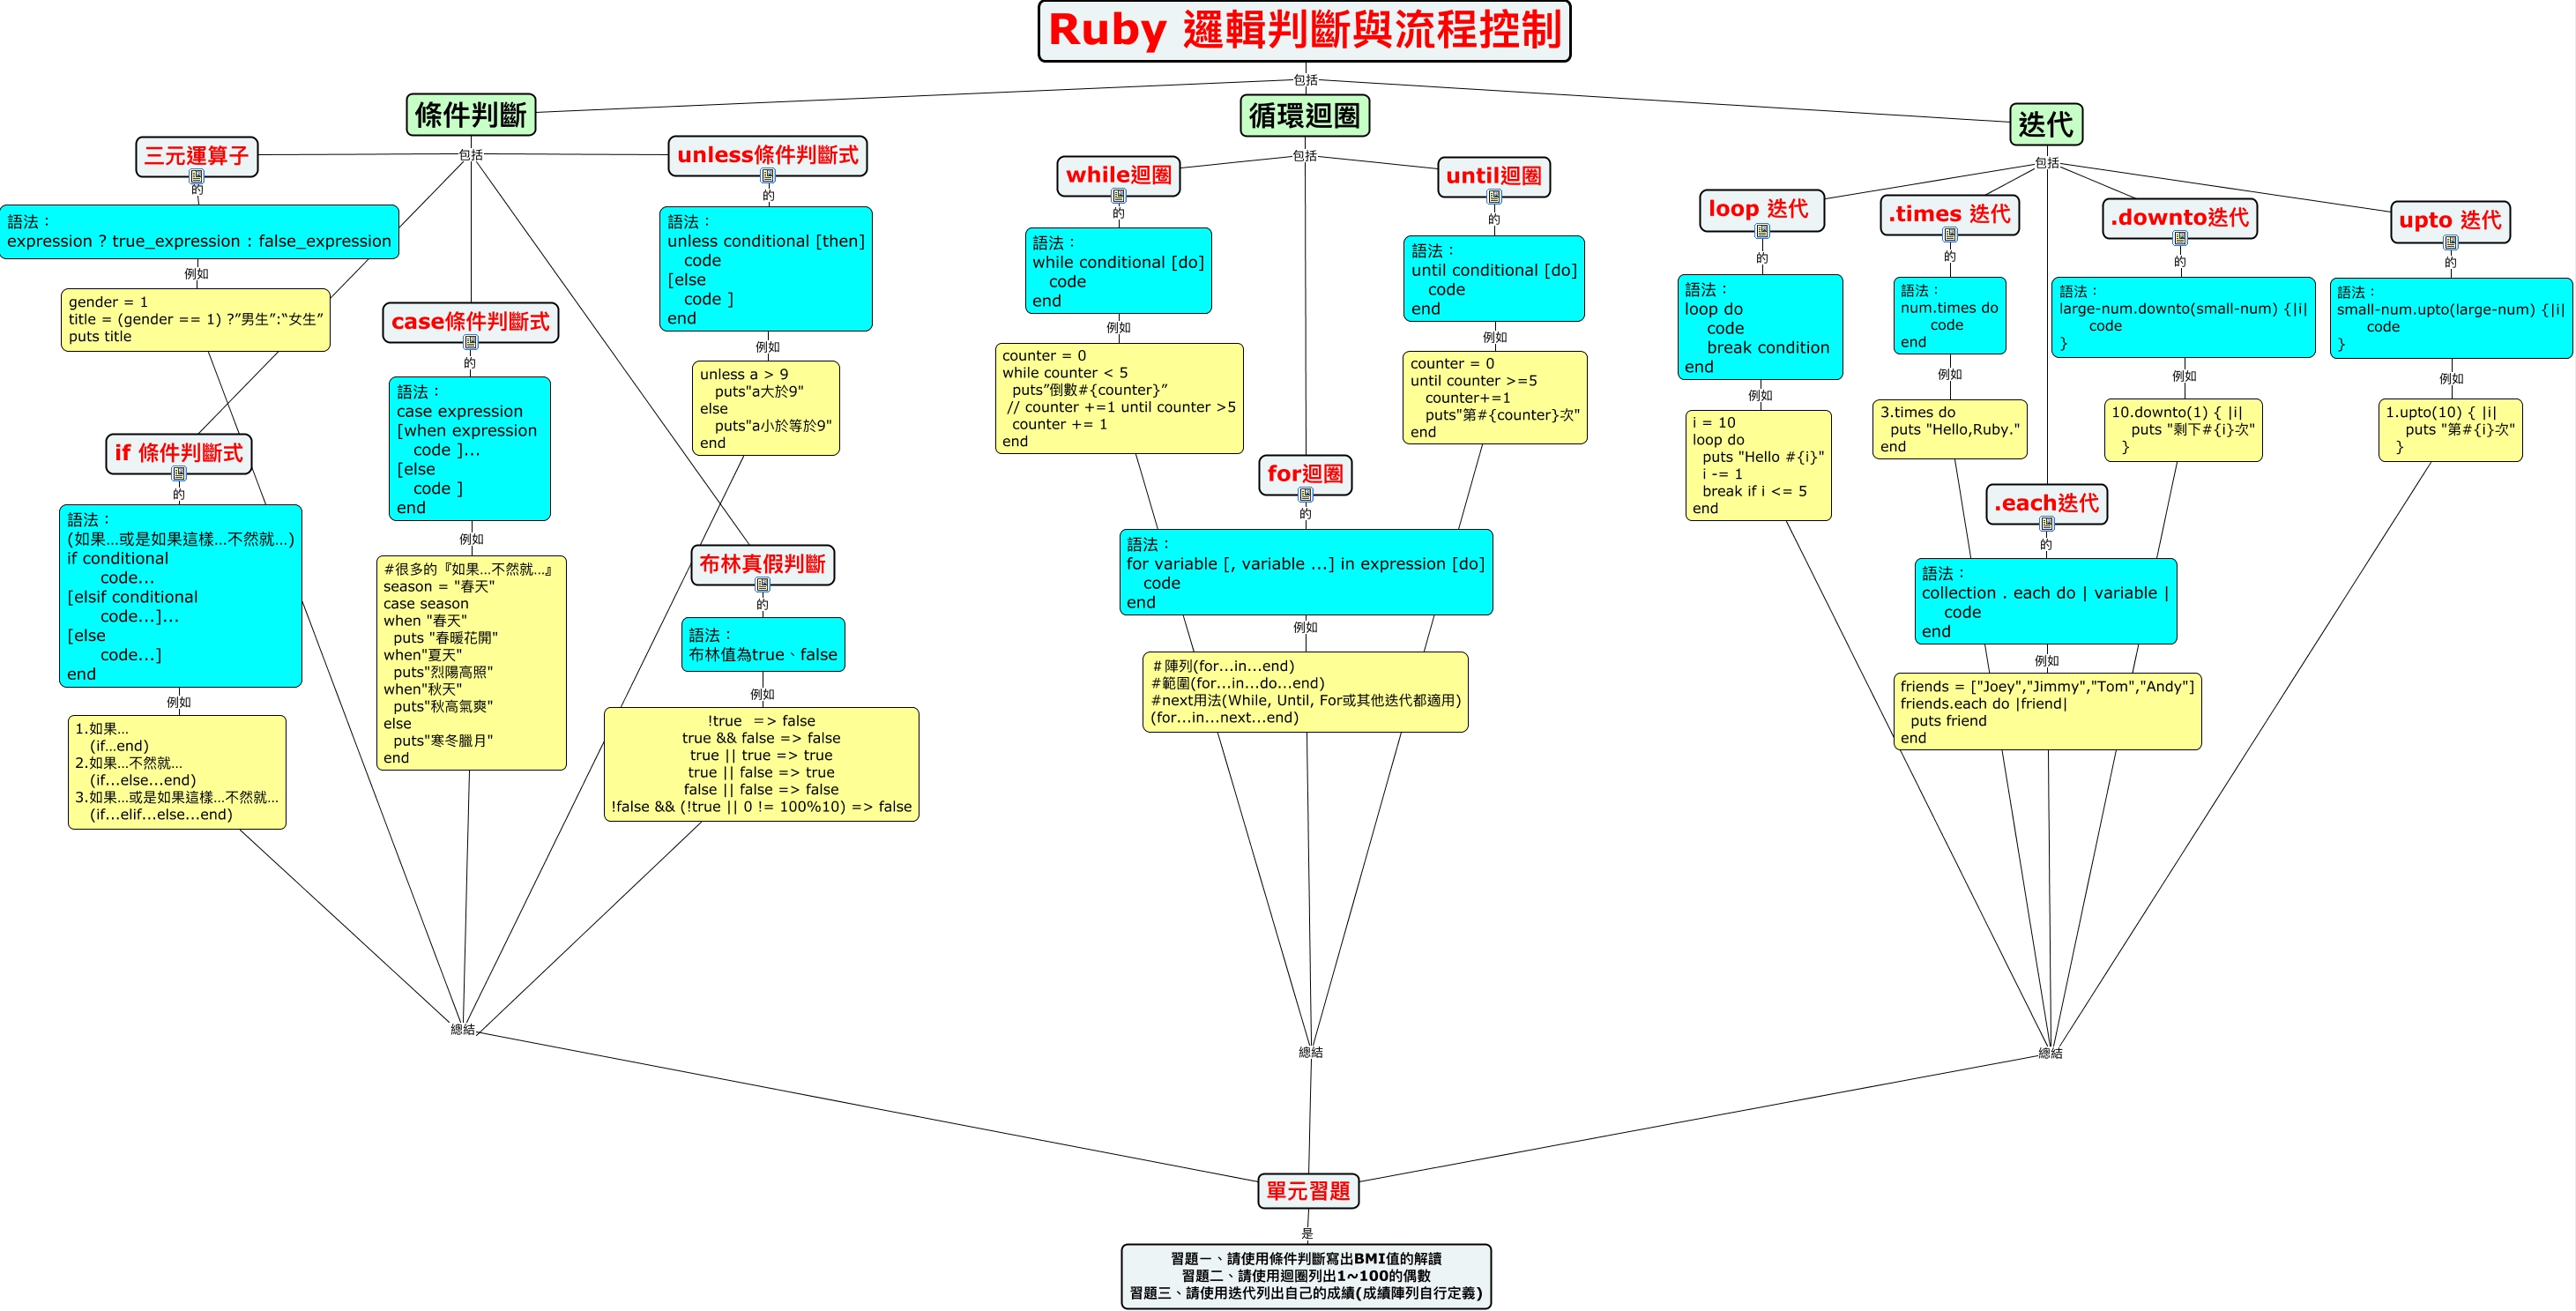 Ruby 邏輯判斷與流程控制
包括
條件判斷
包括
三元運算子
的
語法：
expression ? true_expression : false_expression
例如
gender = 1
title = (gender == 1) ?”男生”:“女生”
puts title
if 條件判斷式
的
語法：
(如果...或是如果這樣...不然就...)
if conditional
code...
[elsif conditional
code...]...
[else
code...]
end
例如
1.如果...
(if...end)
2.如果...不然就...
(if...else...end)
3.如果...或是如果這樣...不然就...
(if...elif...else...end)
case條件判斷式
的
語法：
case expression
[when expression
code ]...
[else
code ]
end
例如
#很多的『如果...不然就...』
season = "春天"
case season
when "春天"
puts "春暖花開"
when"夏天"
puts"烈陽高照"
when"秋天"
puts"秋高氣爽"
else
puts"寒冬臘月"
end
unless條件判斷式
的
語法：
unless conditional [then]
code
[else
code ]
end
例如
unless a > 9
puts"a大於9"
else
puts"a小於等於9"
end
布林真假判斷
的
語法：
布林值為true、false
例如
!true  => false
true && false => false
true || true => true
true || false => true
false || false => false
!false && (!true || 0 != 100%10) => false
總結
循環迴圈
包括
while迴圈
的
語法：
while conditional [do]
code
end
例如
counter = 0
while counter < 5
puts”倒數#{counter}”
// counter +=1 until counter >5
counter += 1
end
for迴圈
的
語法：
for variable [, variable ...] in expression [do]
code
end
例如
＃陣列(for...in...end)
#範圍(for...in...do...end)
#next用法(While, Until, For或其他迭代都適用)
(for...in...next...end)
until迴圈
的
語法：
until conditional [do]
code
end
例如
counter = 0
until counter >=5
counter+=1
puts"第#{counter}次"
end
總結
迭代
包括
loop 迭代
的
語法：
loop do
code
break condition
end
例如
i = 10
loop do
puts "Hello #{i}"
i -= 1
break if i <= 5
end
.times 迭代
的
語法：
num.times do
code
end
例如
3.times do
puts "Hello,Ruby."
end
.each迭代
的
語法：
collection . each do | variable |
code
end
例如
friends = ["Joey","Jimmy","Tom","Andy"]
friends.each do |friend|
puts friend
end
.downto迭代
的
語法：
large-num.downto(small-num) {|i|
code
}
例如
10.downto(1) { |i|
puts "剩下#{i}次"
}
upto 迭代
的
語法：
small-num.upto(large-num) {|i|
code
}
例如
1.upto(10) { |i|
puts "第#{i}次"
}
總結
單元習題
是
習題一、請使用條件判斷寫出BMI值的解讀
習題二、請使用迴圈列出1~100的偶數
習題三、請使用迭代列出自己的成績(成績陣列自行定義)